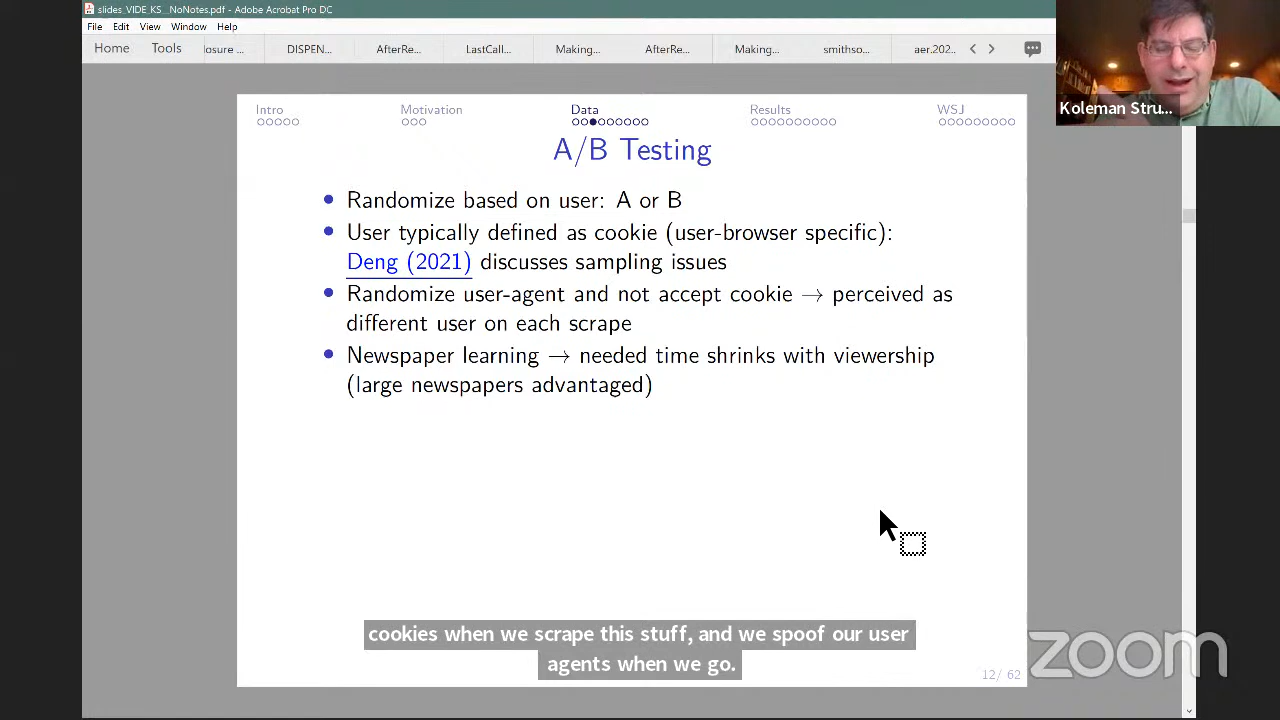 slides_VIDE_KS_NoNotes.pdf - Adobe Acrobat Pro DC
File Edit View Window Help
Home Tools losure ... DISPEN... AfterRe... LastCall... Making... AfterRe... Making... smithso... aer.202...
Koleman Stru...
Intro Motivation Data Results WSJ
A/B Testing
• Randomize based on user: A or B
• User typically defined as cookie (user-browser specific):
Deng (2021) discusses sampling issues
• Randomize user-agent and not accept cookie → perceived as
different user on each scrape
• Newspaper learning → needed time shrinks with viewership
(large newspapers advantaged)
cookies when we scrape this stuff, and we spoof our user
agents when we go.
12/ 62
zoom